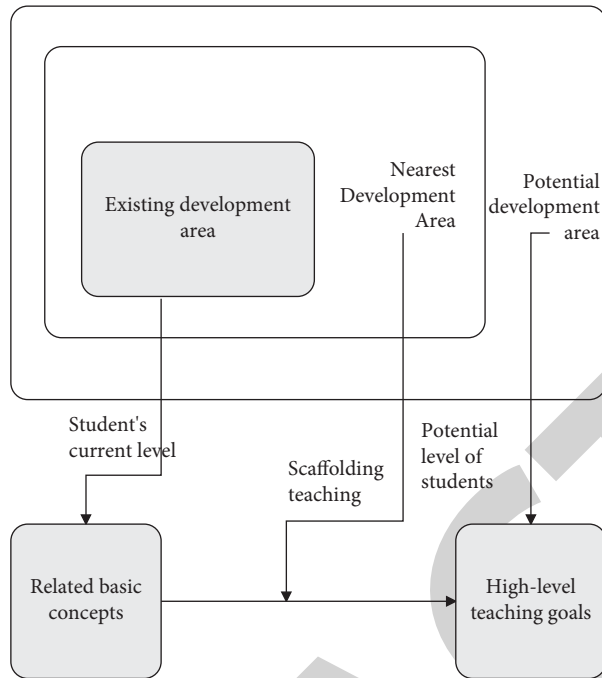 Existing development
area
Nearest
Development
Area
Potential
development
area
Student's
current level
Scaffolding
teaching
Potential
level of
students
Related basic
concepts
High-level
teaching goals